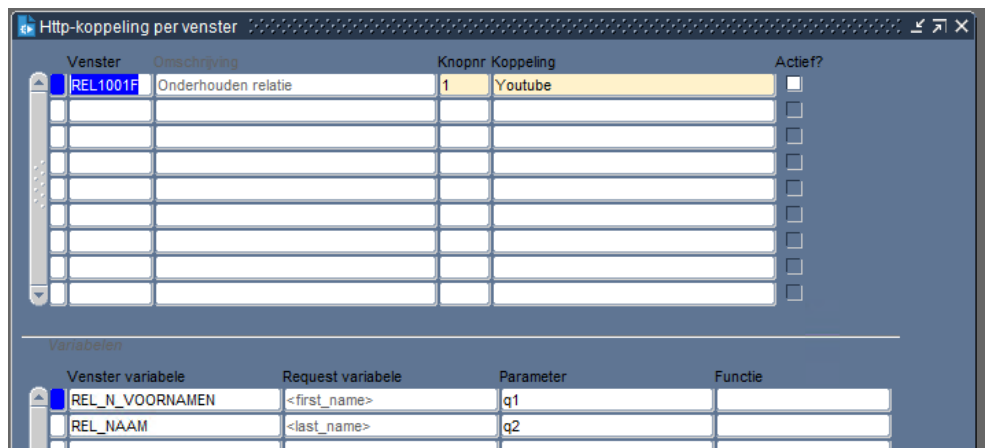 Http-koppeling per venster
Venster Omschrijving Knopnr Koppeling Actief?
REL1001F Onderhouden relatie 1 Youtube
Variabelen
Venster variabele Request variabele Parameter Functie
REL_N_VOORNAMEN <first_name> q1
REL_NAAM <last_name> q2